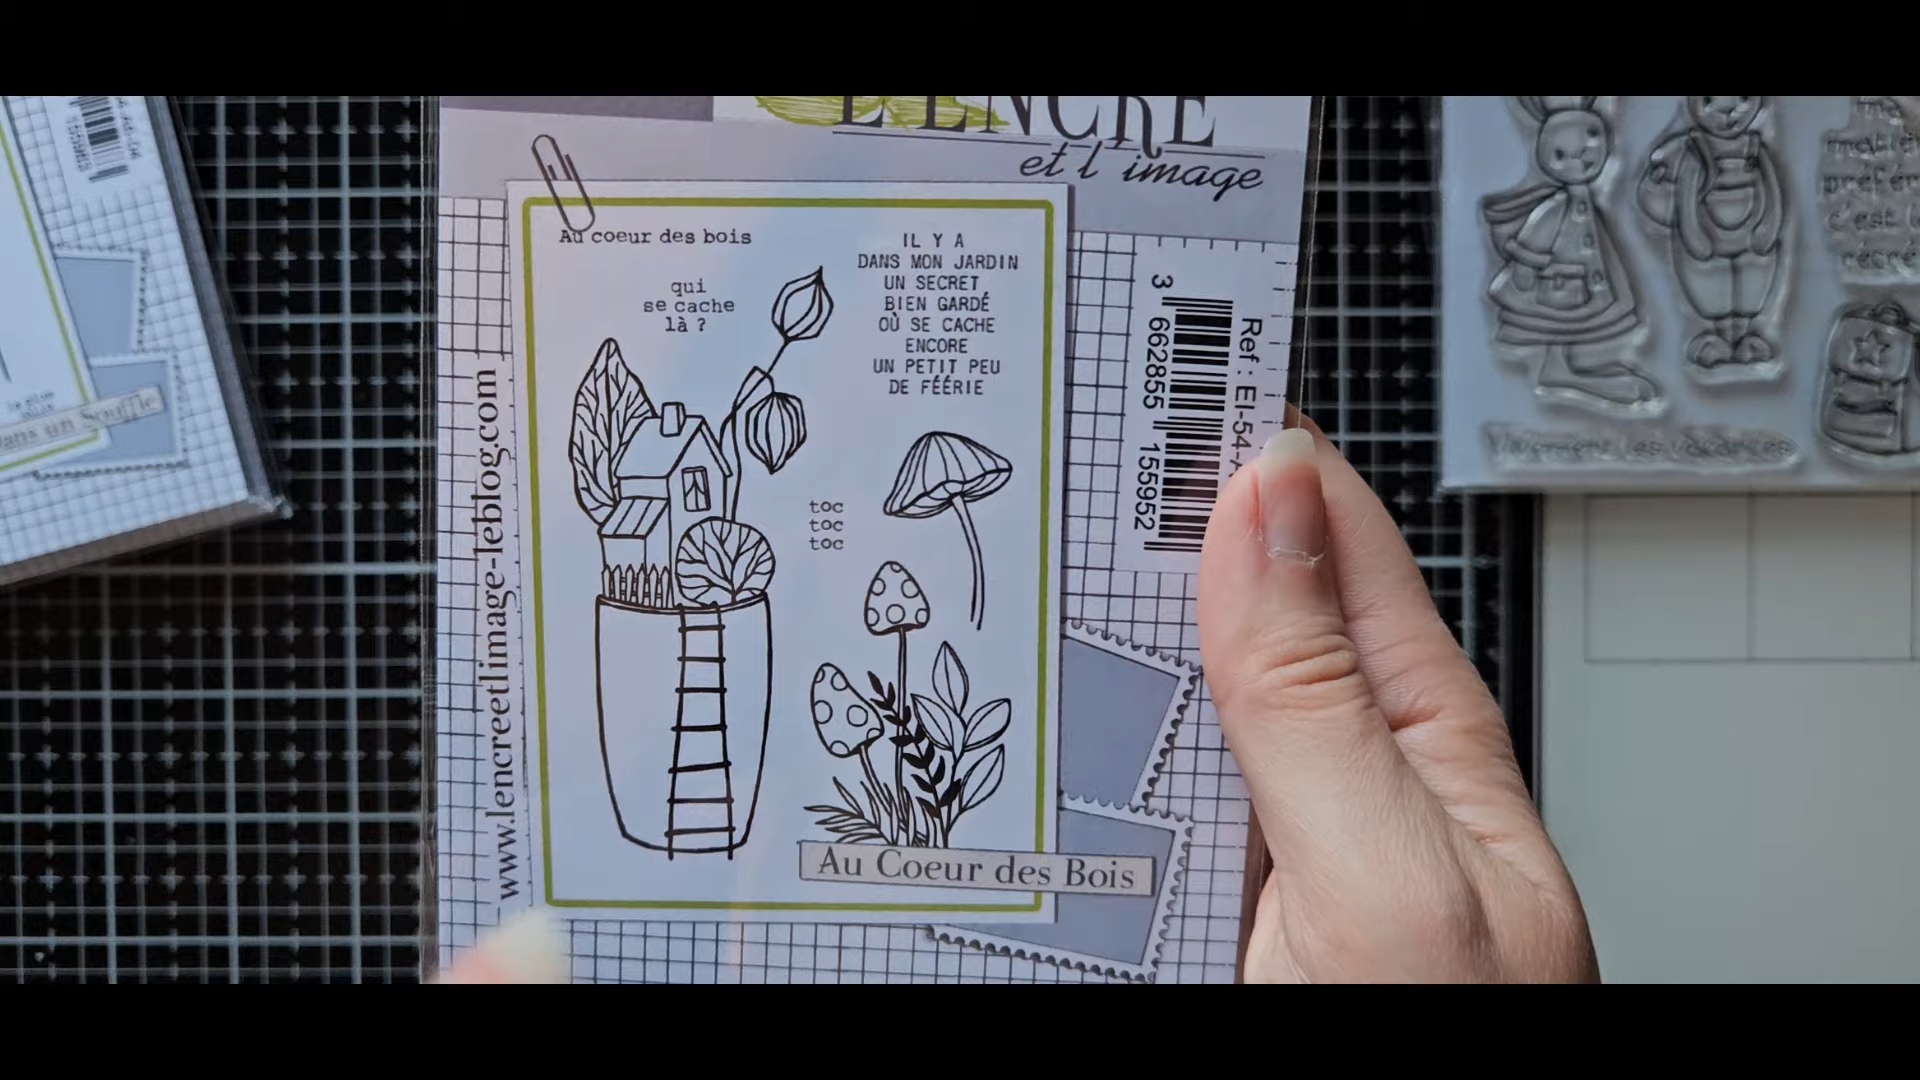 L'ENCRE
et l'image
Au coeur des bois
qui
se cache
là ?
IL Y A
DANS MON JARDIN
UN SECRET
BIEN GARDÉ
OÙ SE CACHE
ENCORE
UN PETIT PEU
DE FÉÉRIE
toc
toc
toc
Au Coeur des Bois
www.lencreetlimage-leblog.com
Ref : EI-54-A
3 662855 155952
Dans un Souffle
Vivement les vacances